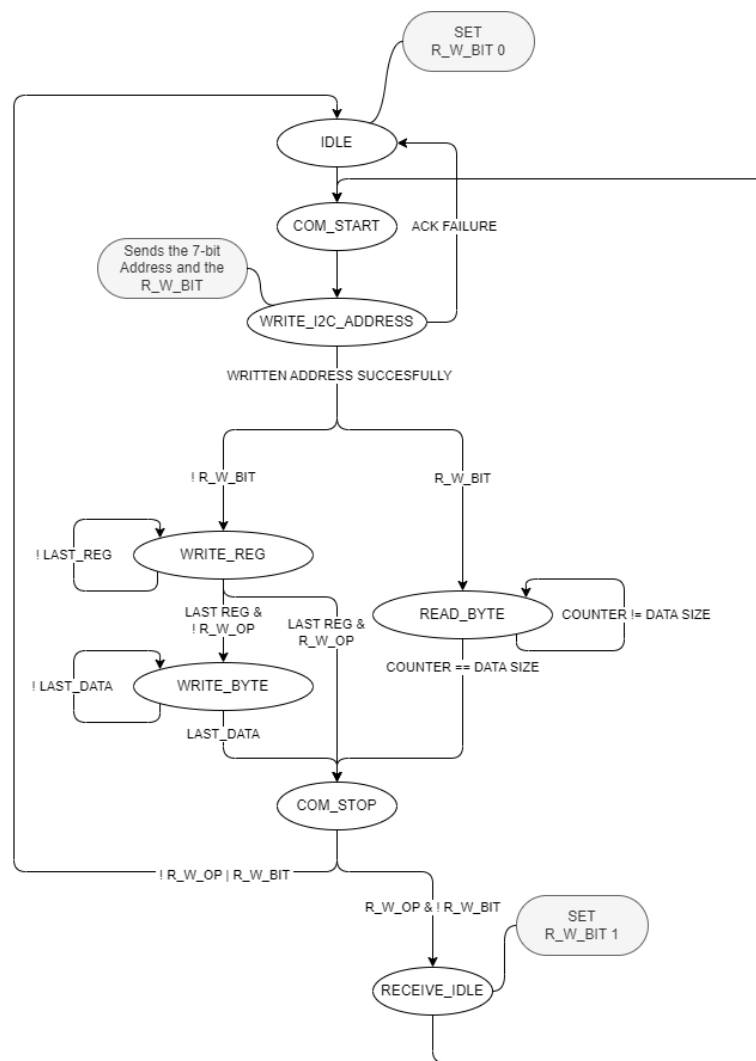 SET
R_W_BIT 0
IDLE
COM_START
ACK FAILURE
Sends the 7-bit
Address and the
R_W_BIT
WRITE_I2C_ADDRESS
WRITTEN ADDRESS SUCCESFULLY
! R_W_BIT
R_W_BIT
! LAST_REG
WRITE_REG
LAST REG &
! R_W_OP
LAST REG &
R_W_OP
READ_BYTE
COUNTER != DATA SIZE
COUNTER == DATA SIZE
! LAST_DATA
WRITE_BYTE
LAST_DATA
COM_STOP
! R_W_OP | R_W_BIT
R_W_OP & ! R_W_BIT
SET
R_W_BIT 1
RECEIVE_IDLE